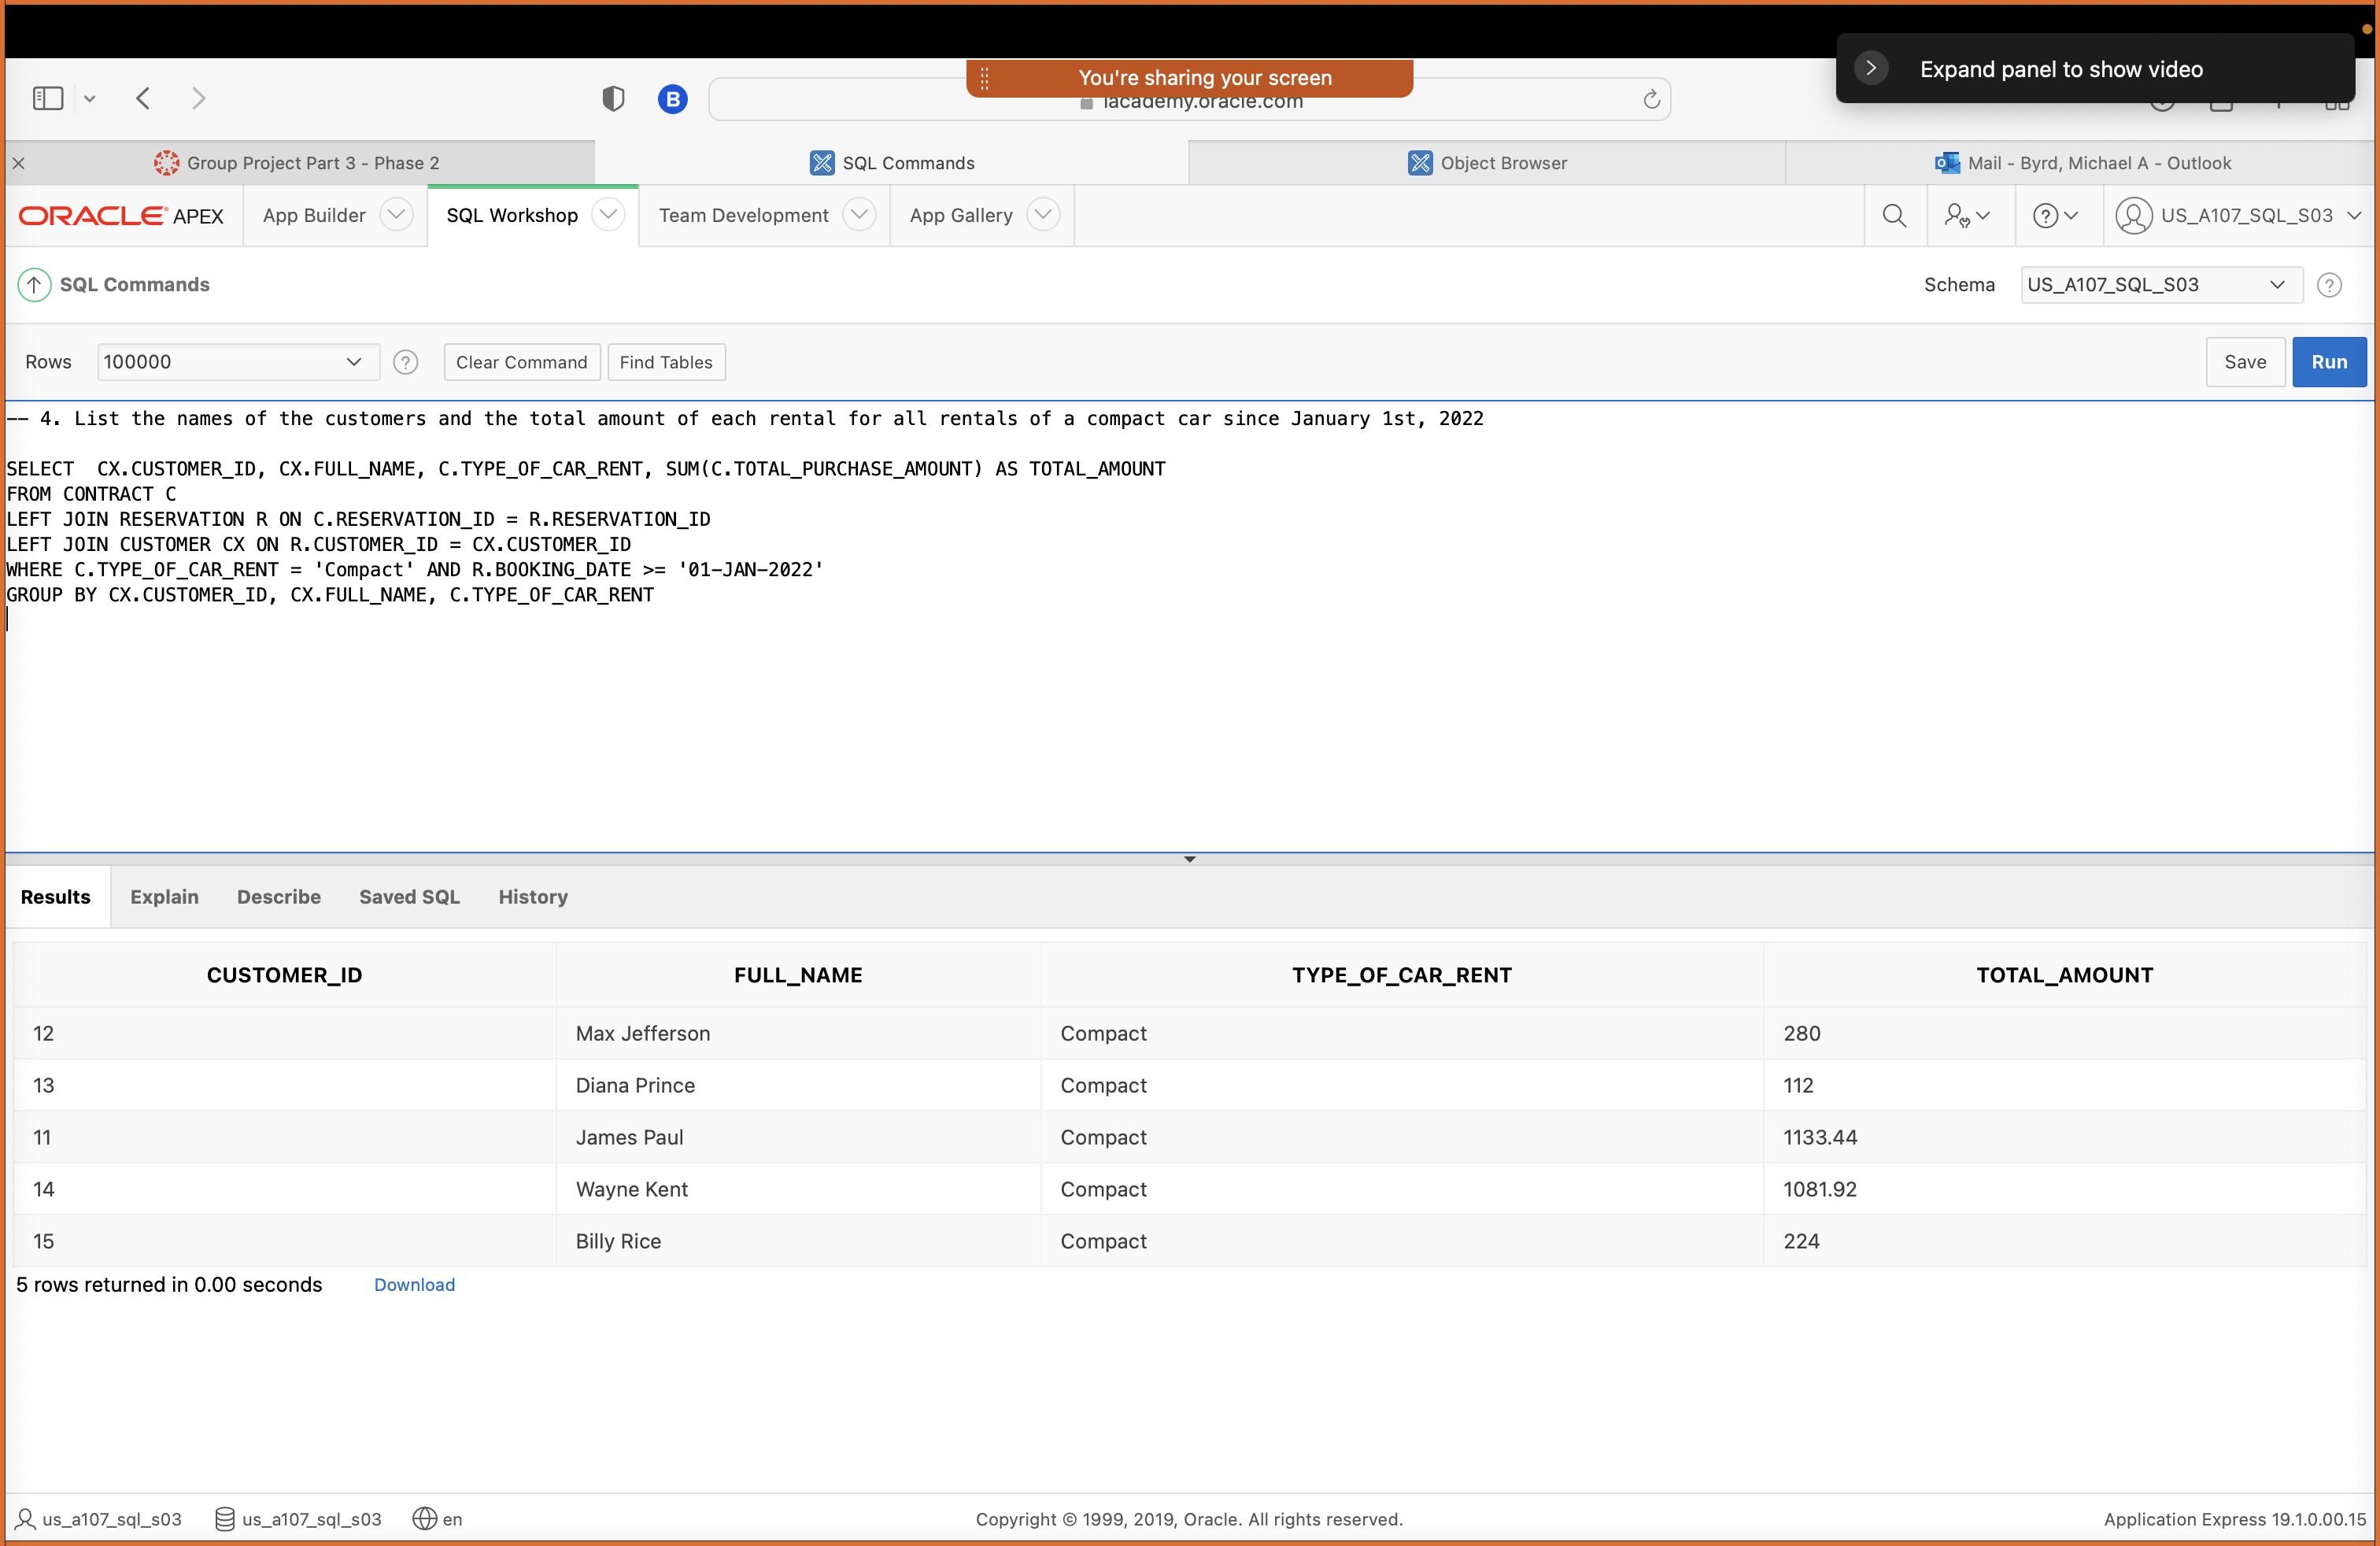 You're sharing your screen
Expand panel to show video
B
iacademy.oracle.com
Group Project Part 3 - Phase 2
SQL Commands
Object Browser
Mail - Byrd, Michael A - Outlook
ORACLE APEX
App Builder
SQL Workshop
Team Development
App Gallery
US_A107_SQL_S03
SQL Commands
Schema
US_A107_SQL_S03
Rows
100000
Clear Command
Find Tables
Save
Run
-- 4. List the names of the customers and the total amount of each rental for all rentals of a compact car since January 1st, 2022
SELECT  CX.CUSTOMER_ID, CX.FULL_NAME, C.TYPE_OF_CAR_RENT, SUM(C.TOTAL_PURCHASE_AMOUNT) AS TOTAL_AMOUNT
FROM CONTRACT C
LEFT JOIN RESERVATION R ON C.RESERVATION_ID = R.RESERVATION_ID
LEFT JOIN CUSTOMER CX ON R.CUSTOMER_ID = CX.CUSTOMER_ID
WHERE C.TYPE_OF_CAR_RENT = 'Compact' AND R.BOOKING_DATE >= '01-JAN-2022'
GROUP BY CX.CUSTOMER_ID, CX.FULL_NAME, C.TYPE_OF_CAR_RENT
Results Explain Describe Saved SQL History
CUSTOMER_ID FULL_NAME TYPE_OF_CAR_RENT TOTAL_AMOUNT
12 Max Jefferson Compact 280
13 Diana Prince Compact 112
11 James Paul Compact 1133.44
14 Wayne Kent Compact 1081.92
15 Billy Rice Compact 224
5 rows returned in 0.00 seconds Download
us_a107_sql_s03 us_a107_sql_s03 en
Copyright © 1999, 2019, Oracle. All rights reserved.
Application Express 19.1.0.00.15